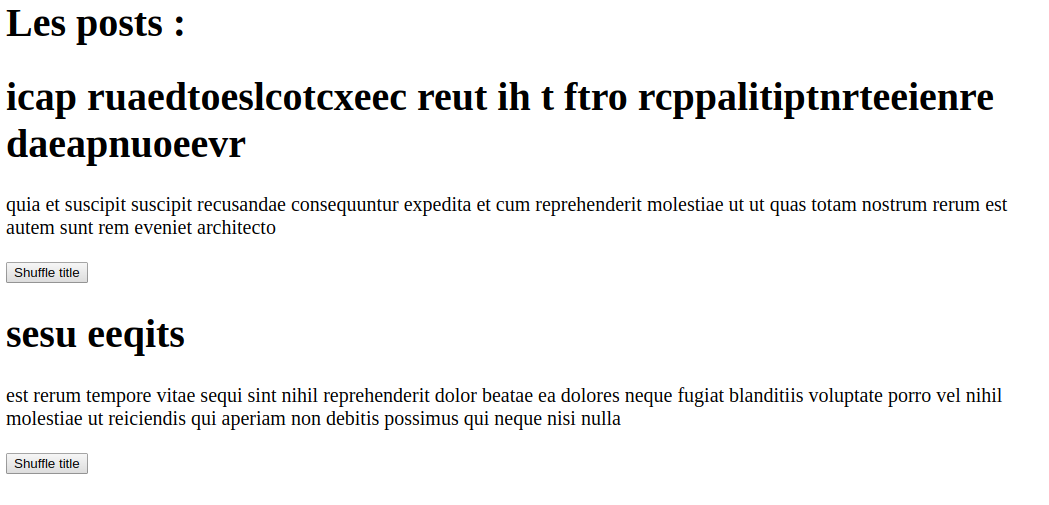 Les posts :
icap ruaedtoeslcotcxeec reut ih t ftro rcppalitiptnrteeienre
daeapnuoeevr
quia et suscipit suscipit recusandae consequuntur expedita et cum reprehenderit molestiae ut ut quas totam nostrum rerum est
autem sunt rem eveniet architecto
Shuffle title
sesu eeqits
est rerum tempore vitae sequi sint nihil reprehenderit dolor beatae ea dolores neque fugiat blanditiis voluptate porro vel nihil
molestiae ut reiciendis qui aperiam non debitis possimus qui neque nisi nulla
Shuffle title